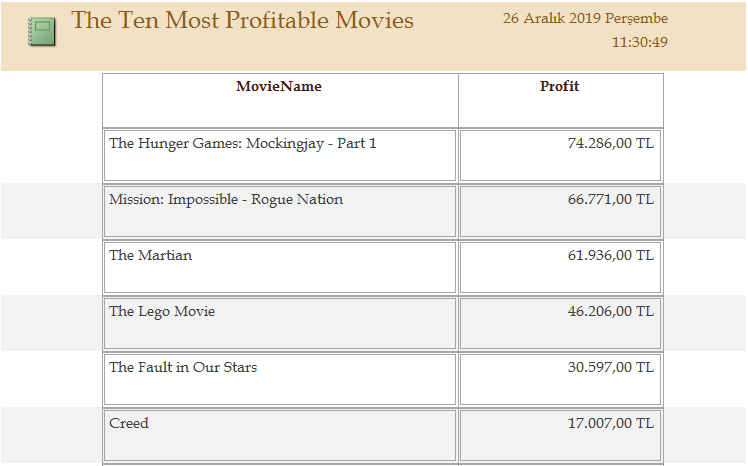 The Ten Most Profitable Movies
26 Aralık 2019 Perşembe
11:30:49
MovieName Profit
The Hunger Games: Mockingjay - Part 1 74.286,00 TL
Mission: Impossible - Rogue Nation 66.771,00 TL
The Martian 61.936,00 TL
The Lego Movie 46.206,00 TL
The Fault in Our Stars 30.597,00 TL
Creed 17.007,00 TL